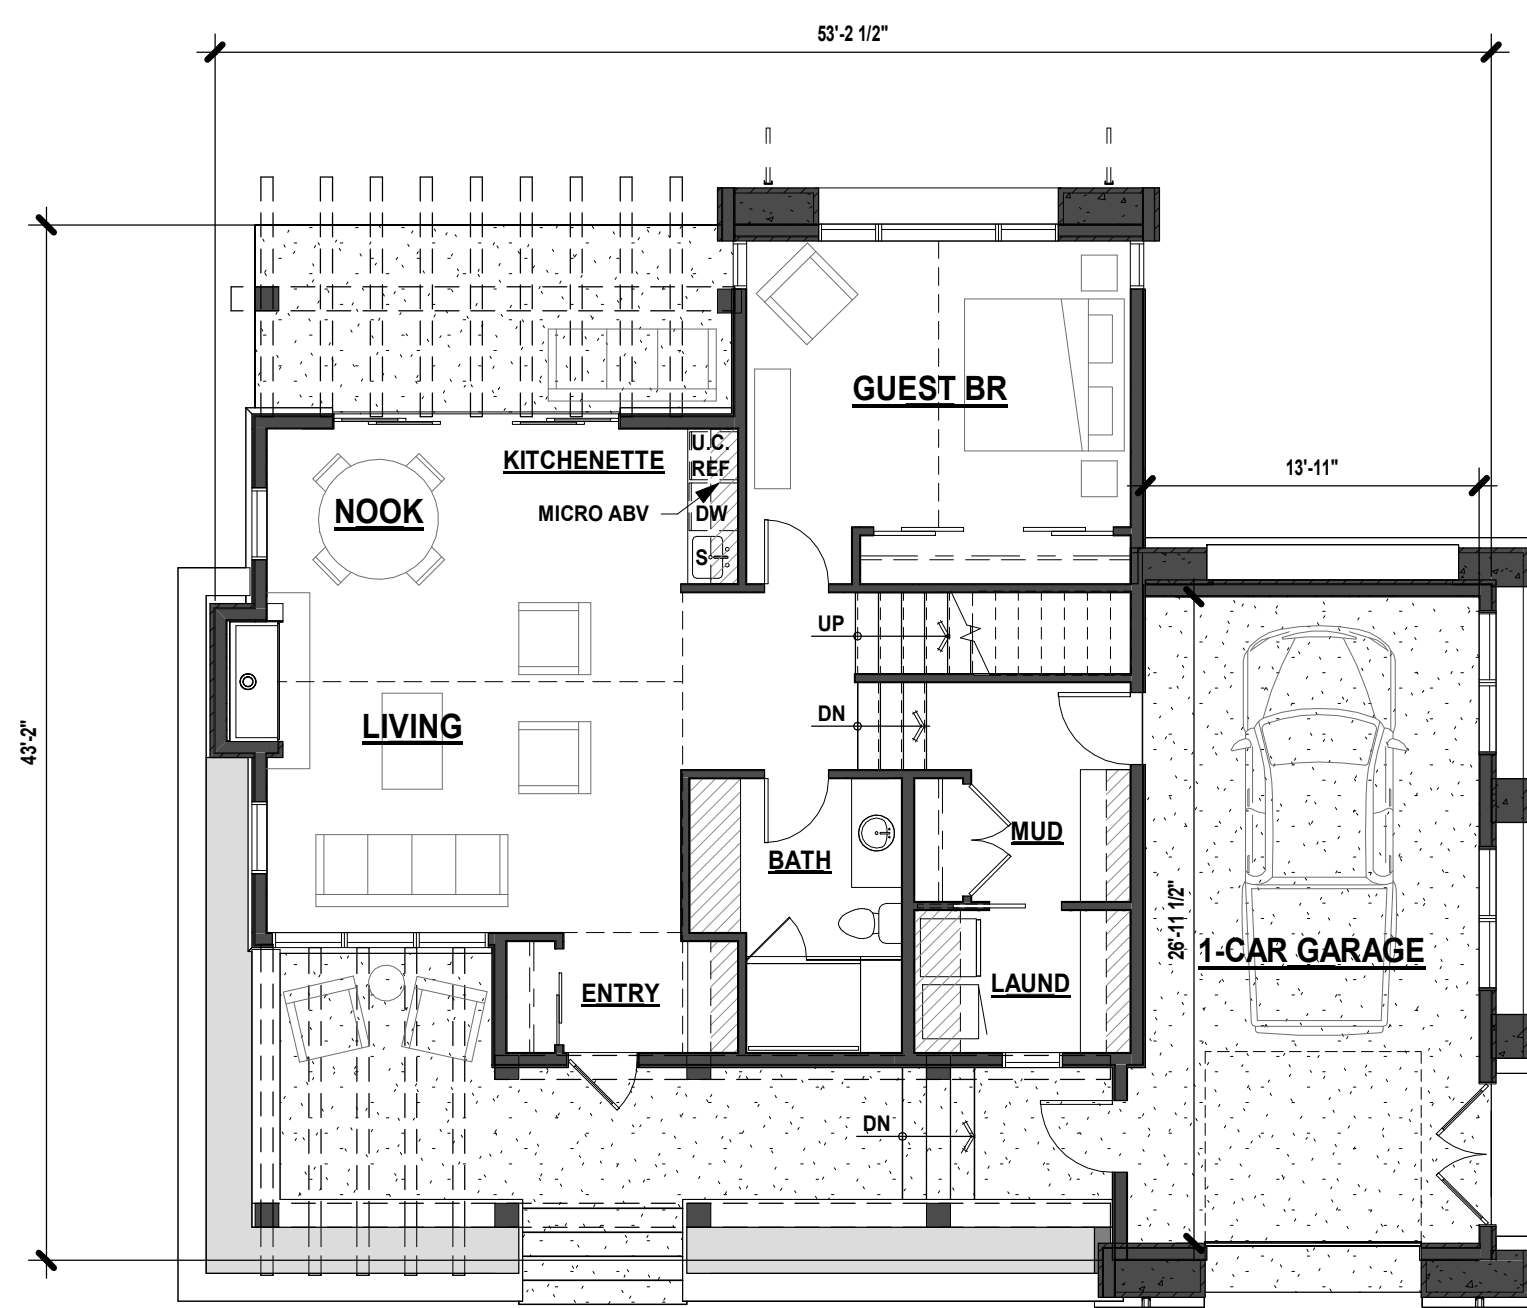 53'-2 1/2"
GUEST BR
U.C.
REF
KITCHENETTE
13'-11"
NOOK
MICRO ABV
DW
S
UP
LIVING
DN
43'-2"
MUD
BATH
26'-11 1/2"
1-CAR GARAGE
ENTRY
LAUND
DN